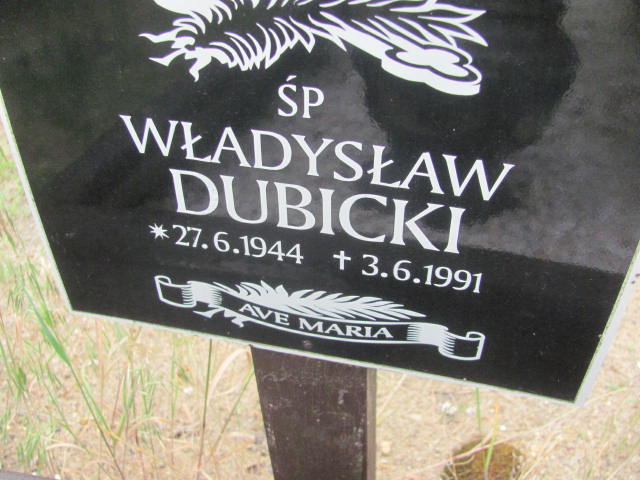 ŚP
WŁADYSŁAW
DUBICKI
* 27.6.1944 † 3.6.1991
AVE MARIA